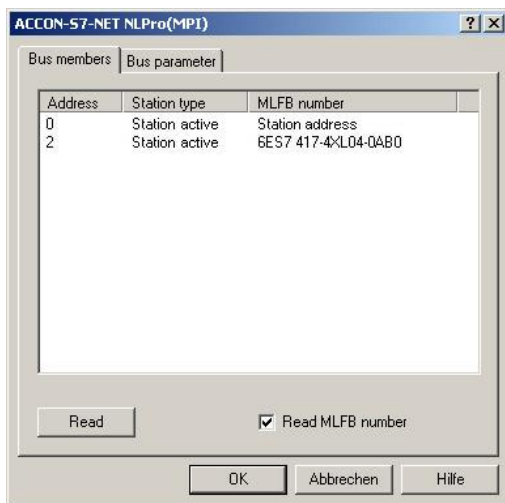 ACCON-S7-NET NLPro(MPI)
Bus members Bus parameter
Address Station type MLFB number
0 Station active Station address
2 Station active 6ES7 417-4XL04-0AB0
Read Read MLFB number
OK Abbrechen Hilfe